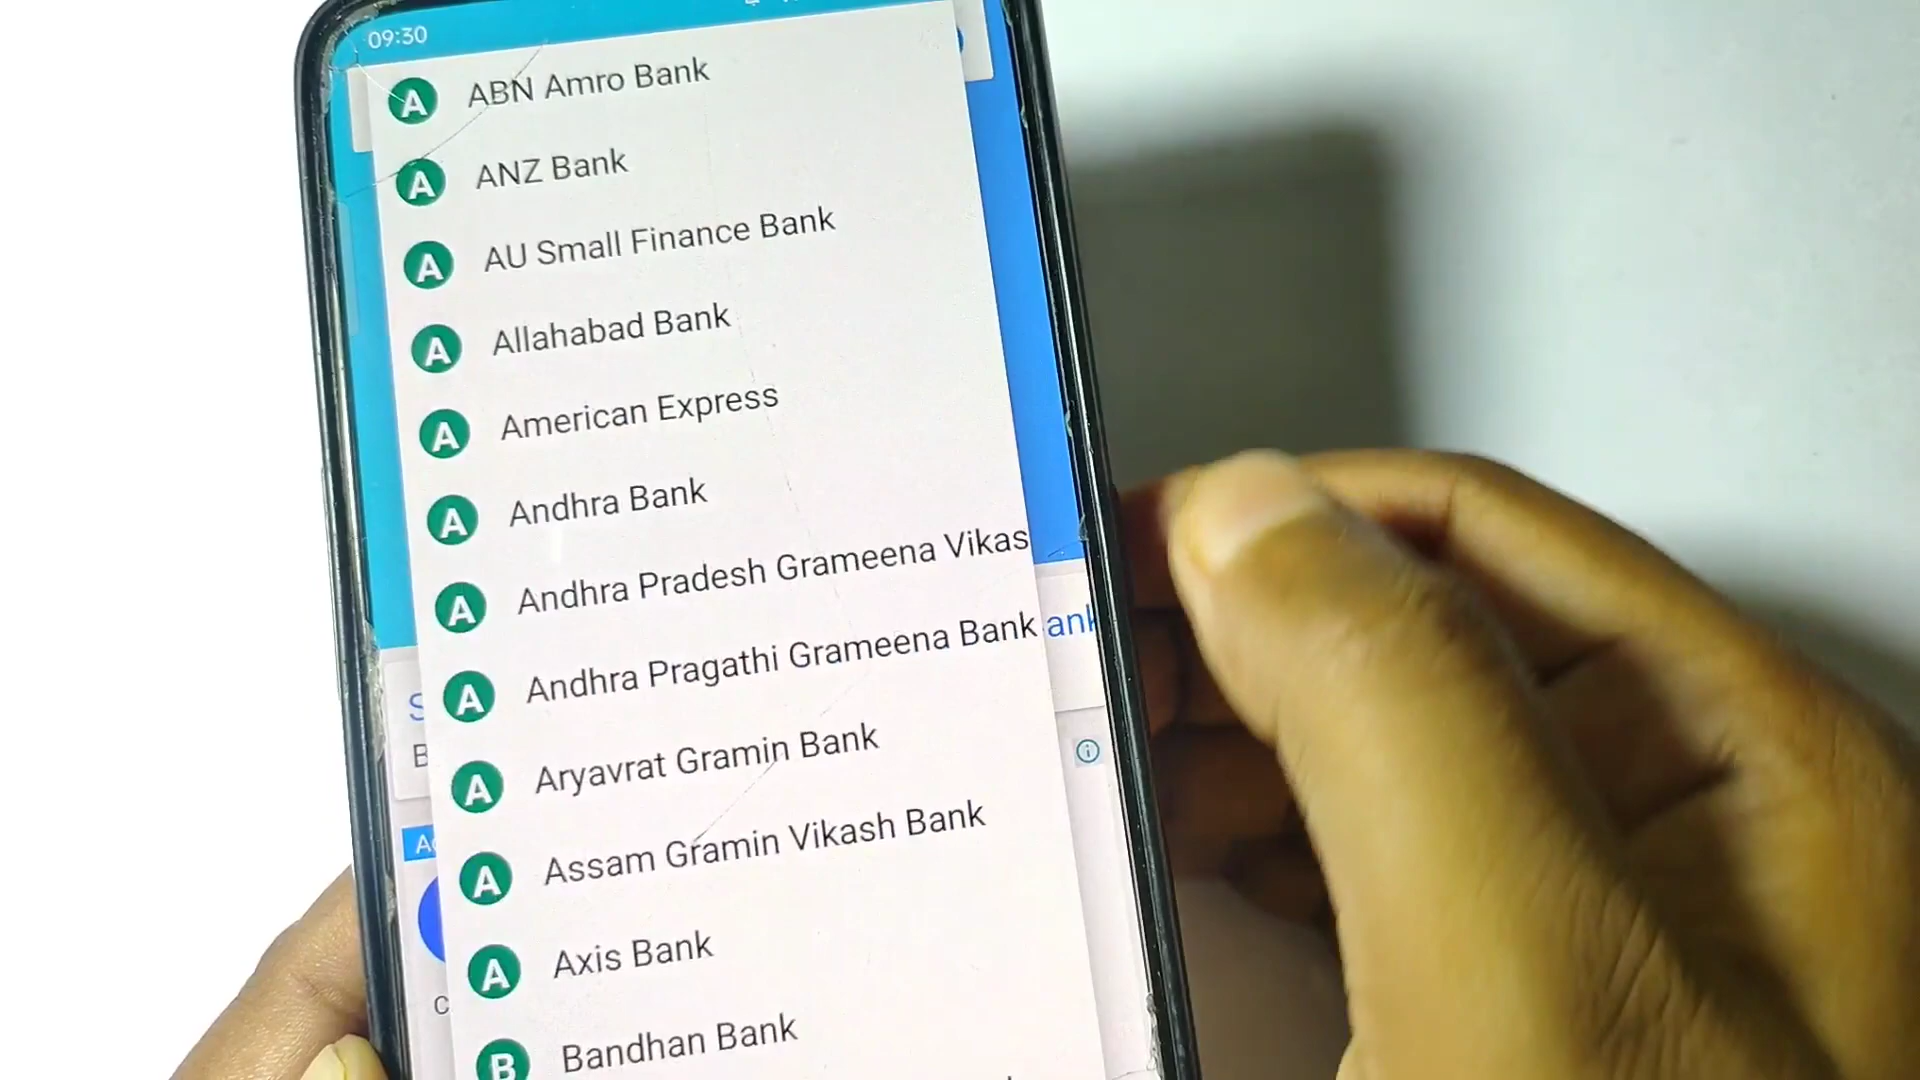 09:30
A ABN Amro Bank
A ANZ Bank
A AU Small Finance Bank
A Allahabad Bank
A American Express
A Andhra Bank
A Andhra Pradesh Grameena Vikas
A Andhra Pragathi Grameena Bank
A Aryavrat Gramin Bank
A Assam Gramin Vikash Bank
A Axis Bank
B Bandhan Bank